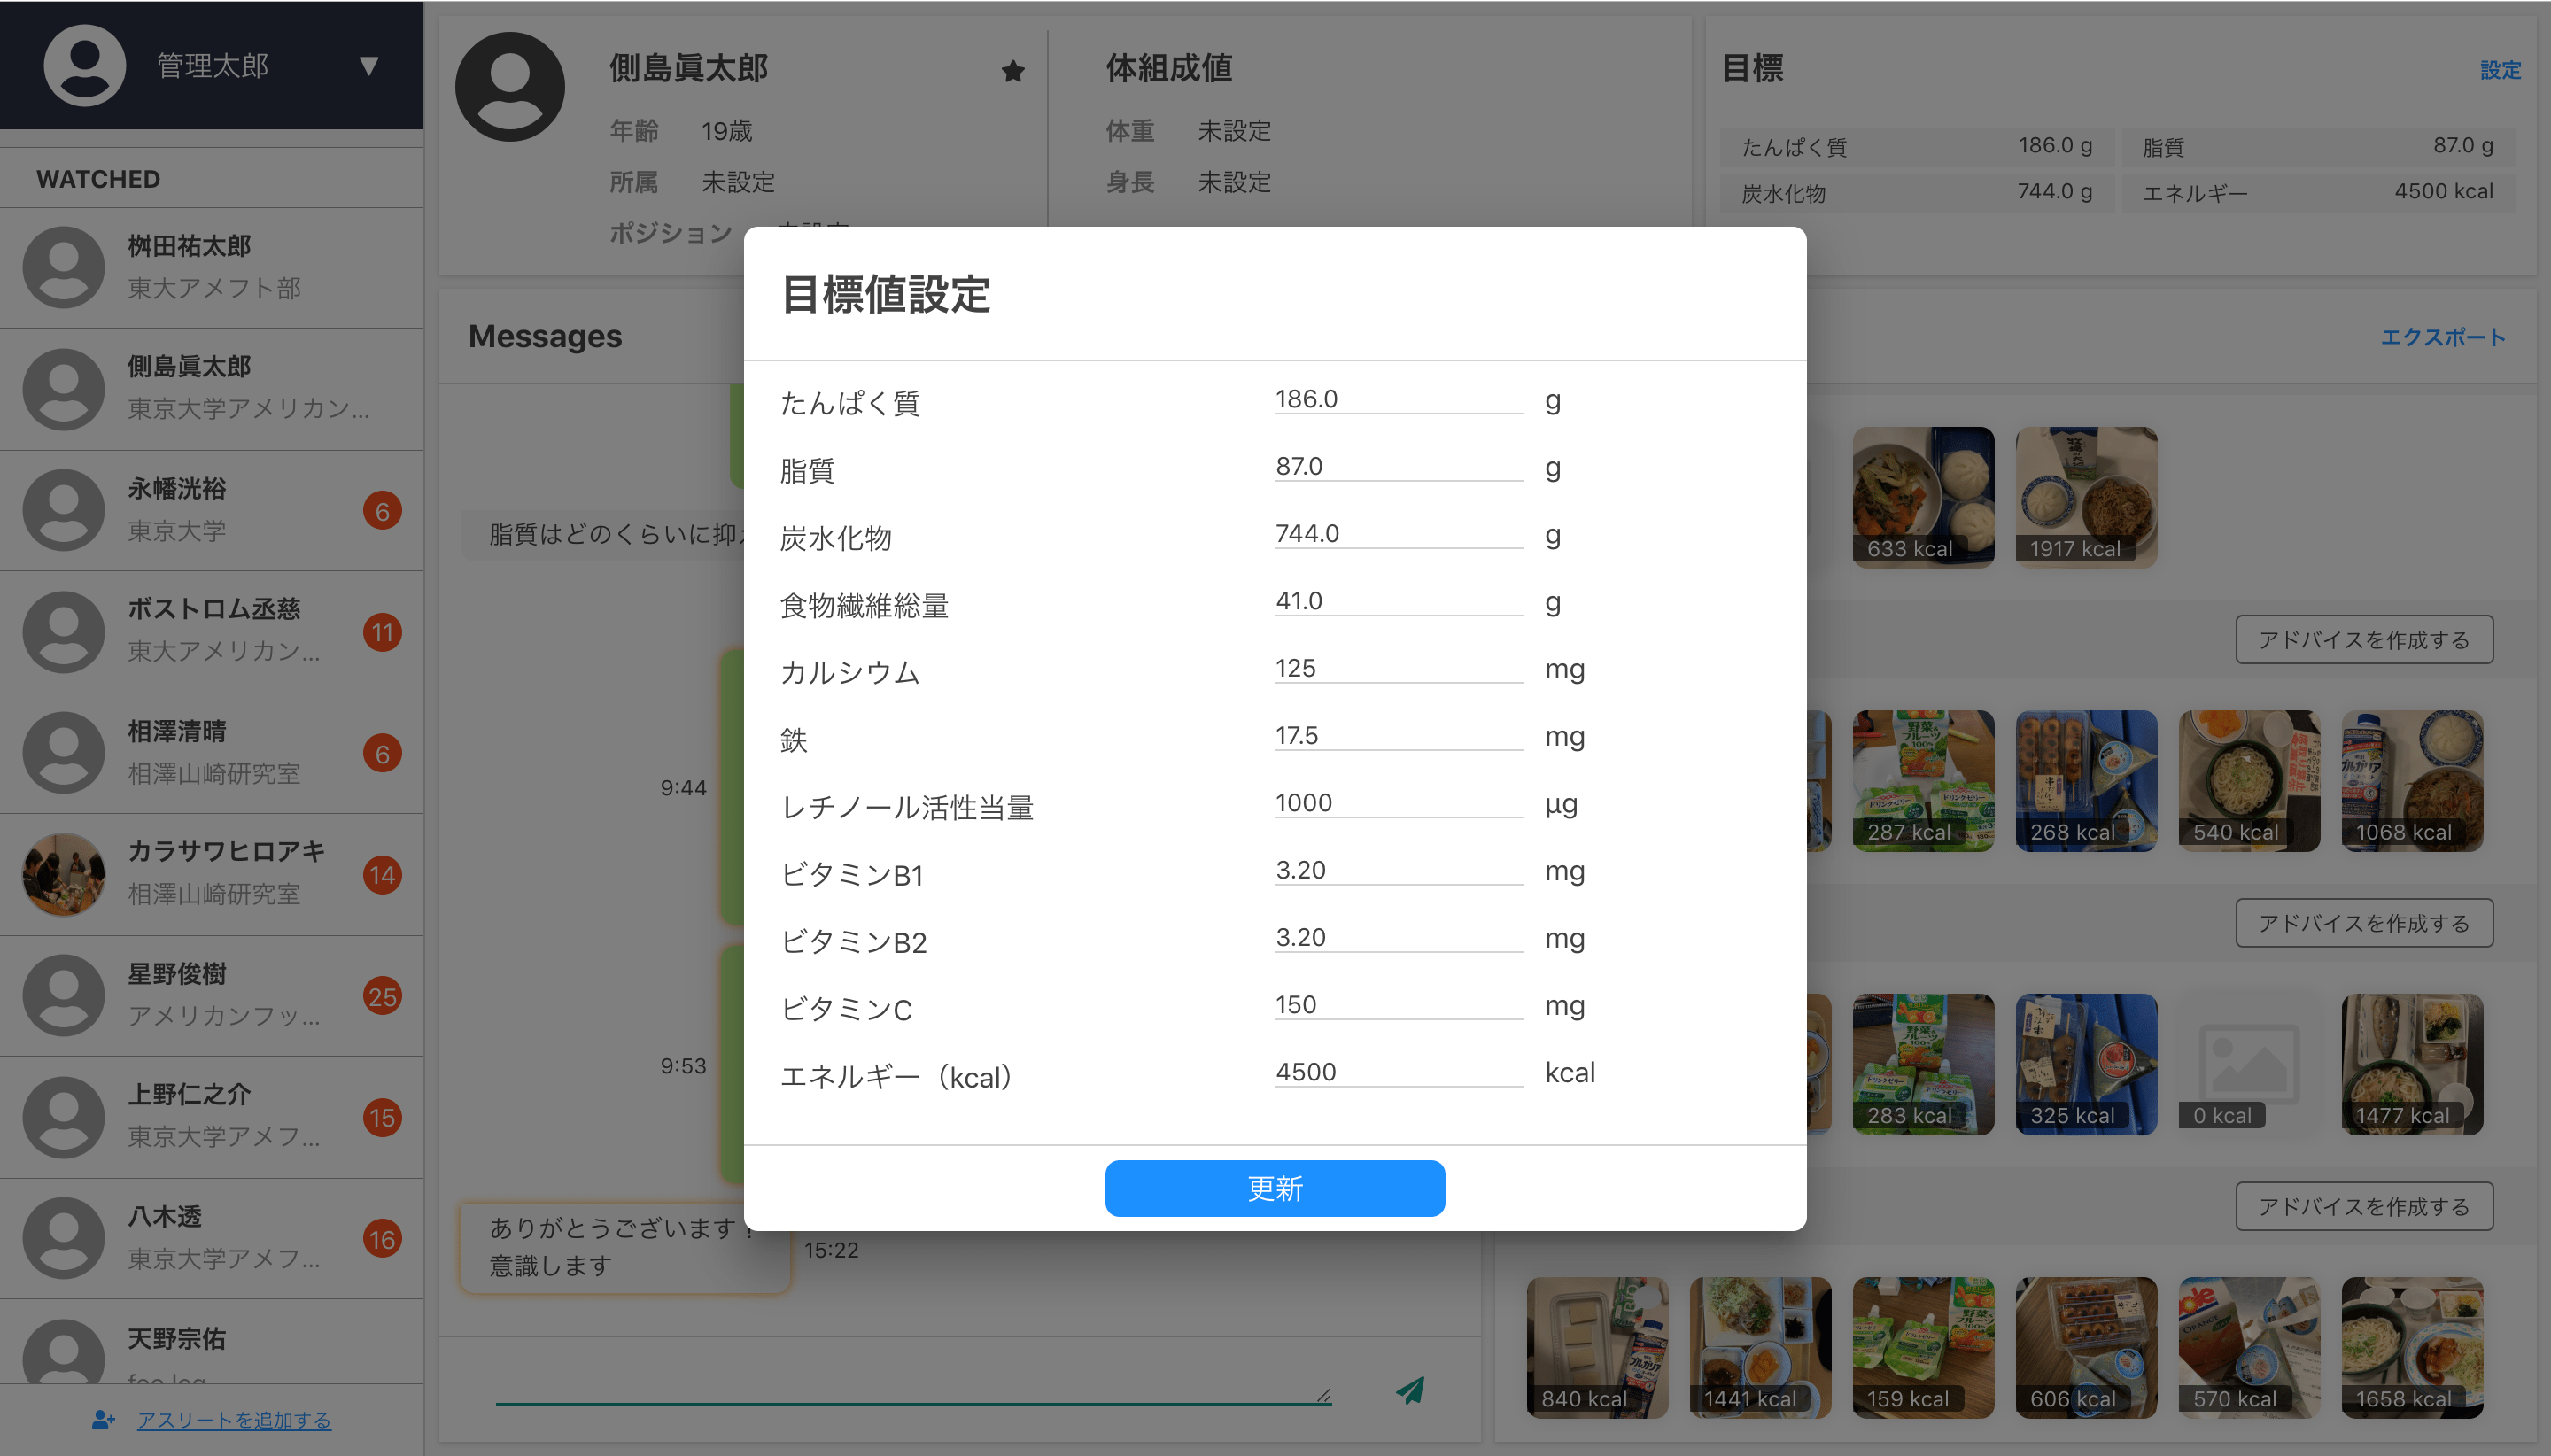 管理太郎 ▼
WATCHED
桝田祐太郎
東大アメフト部
側島眞太郎
東京大学アメリカン...
永幡洸裕
東京大学
6
ボストロム丞慈
東大アメリカン...
11
相澤清晴
相澤山崎研究室
6
カラサワヒロアキ
相澤山崎研究室
14
星野俊樹
アメリカンフッ...
25
上野仁之介
東京大学アメフ...
15
八木透
東京大学アメフ...
16
天野宗佑
アスリートを追加する
側島眞太郎
年齢 19歳
所属 未設定
ポジション 未設定
体組成値
体重 未設定
身長 未設定
目標
設定
たんぱく質 186.0 g
脂質 87.0 g
炭水化物 744.0 g
エネルギー 4500 kcal
Messages
脂質はどのくらいに抑
9:44
9:53
ありがとうございます！
意識します
15:22
目標値設定
たんぱく質 186.0 g
脂質 87.0 g
炭水化物 744.0 g
食物繊維総量 41.0 g
カルシウム 125 mg
鉄 17.5 mg
レチノール活性当量 1000 µg
ビタミンB1 3.20 mg
ビタミンB2 3.20 mg
ビタミンC 150 mg
エネルギー（kcal） 4500 kcal
更新
エクスポート
633 kcal
1917 kcal
アドバイスを作成する
野菜&
フルーツ
100%
287 kcal
268 kcal
540 kcal
ブルガリア
1068 kcal
アドバイスを作成する
283 kcal
325 kcal
0 kcal
1477 kcal
アドバイスを作成する
ブルガリア
840 kcal
1441 kcal
159 kcal
606 kcal
570 kcal
1658 kcal